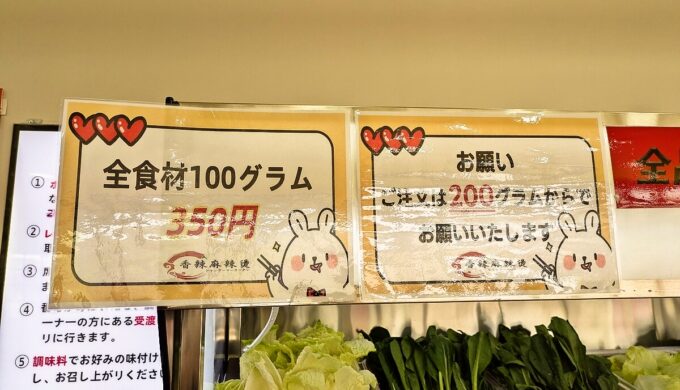 全食材100グラム
350円
香辣麻辣燙
お願い
ご注文は200グラムからで
お願いいたします
香辣麻辣燙
全
①
②
③
④
ーナーの方にある受渡
リに行きます。
⑤ 調味料でお好みの味付け
し、お召し上がりくださ